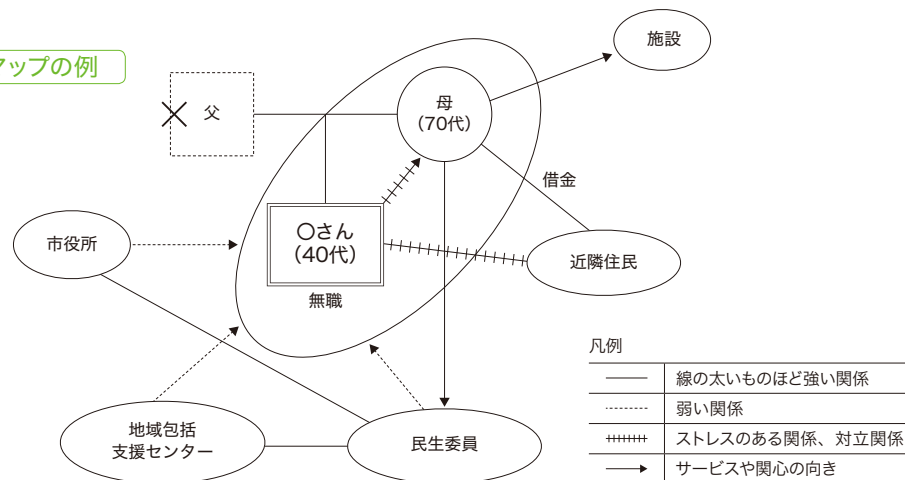 マップの例
施設
母
(70代)
父
借金
〇さん
(40代)
市役所
近隣住民
無職
凡例
線の太いものほど強い関係
弱い関係
ストレスのある関係、対立関係
サービスや関心の向き
地域包括
支援センター
民生委員